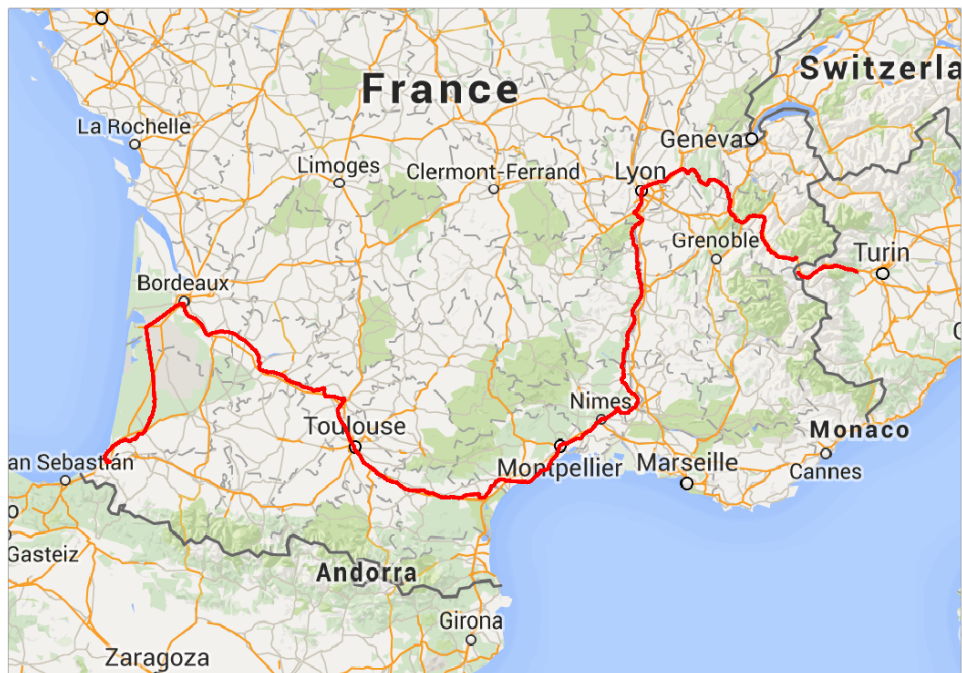 France
Switzerla
La Rochelle
Geneva
Limoges
Clermont-Ferrand
Lyon
Grenoble
Turin
Bordeaux
Nimes
Toulouse
Monaco
an Sebastián
Montpellier
Marseille
Cannes
Gasteiz
Andorra
Girona
Zaragoza